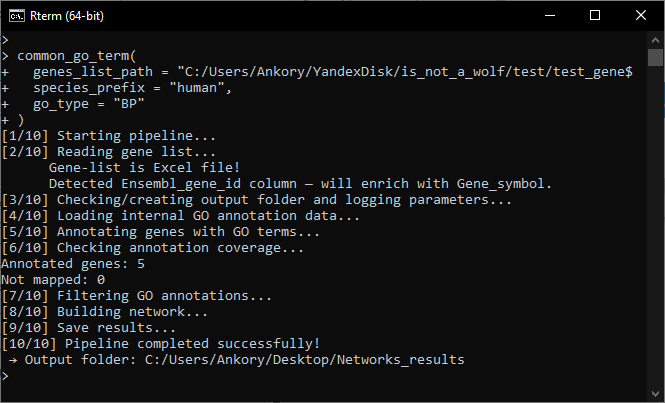 Rterm (64-bit)
>
> common_go_term(
+   genes_list_path = "C:/Users/Ankory/YandexDisk/is_not_a_wolf/test/test_gene$
+   species_prefix = "human",
+   go_type = "BP"
+ )
[1/10] Starting pipeline...
[2/10] Reading gene list...
      Gene-list is Excel file!
      Detected Ensembl_gene_id column – will enrich with Gene_symbol.
[3/10] Checking/creating output folder and logging parameters...
[4/10] Loading internal GO annotation data...
[5/10] Annotating genes with GO terms...
[6/10] Checking annotation coverage...
Annotated genes: 5
Not mapped: 0
[7/10] Filtering GO annotations...
[8/10] Building network...
[9/10] Save results...
[10/10] Pipeline completed successfully!
 → Output folder: C:/Users/Ankory/Desktop/Networks_results
>